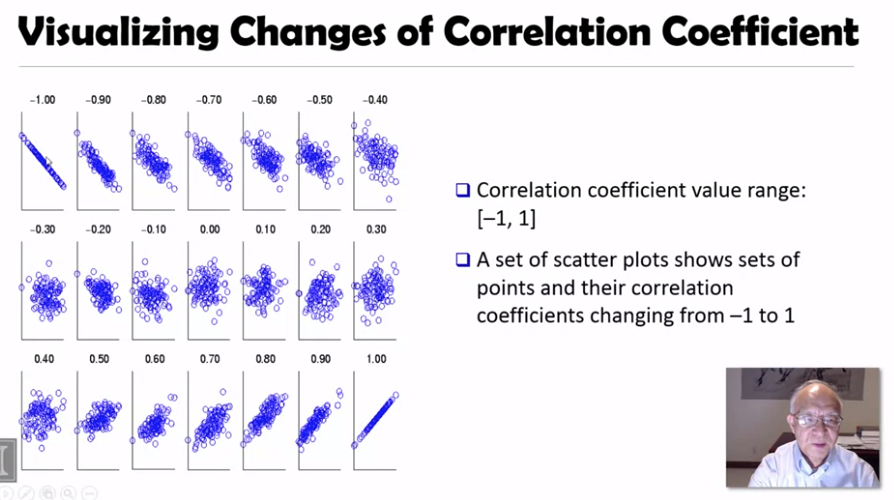 Visualizing Changes of Correlation Coefficient
−1.00 −0.90 −0.80 −0.70 −0.60 −0.50 −0.40
−0.30 −0.20 −0.10 0.00 0.10 0.20 0.30
0.40 0.50 0.60 0.70 0.80 0.90 1.00
Correlation coefficient value range:
[–1, 1]
A set of scatter plots shows sets of
points and their correlation
coefficients changing from –1 to 1